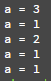 a = 3
a = 1
a = 2
a = 1
a = 1